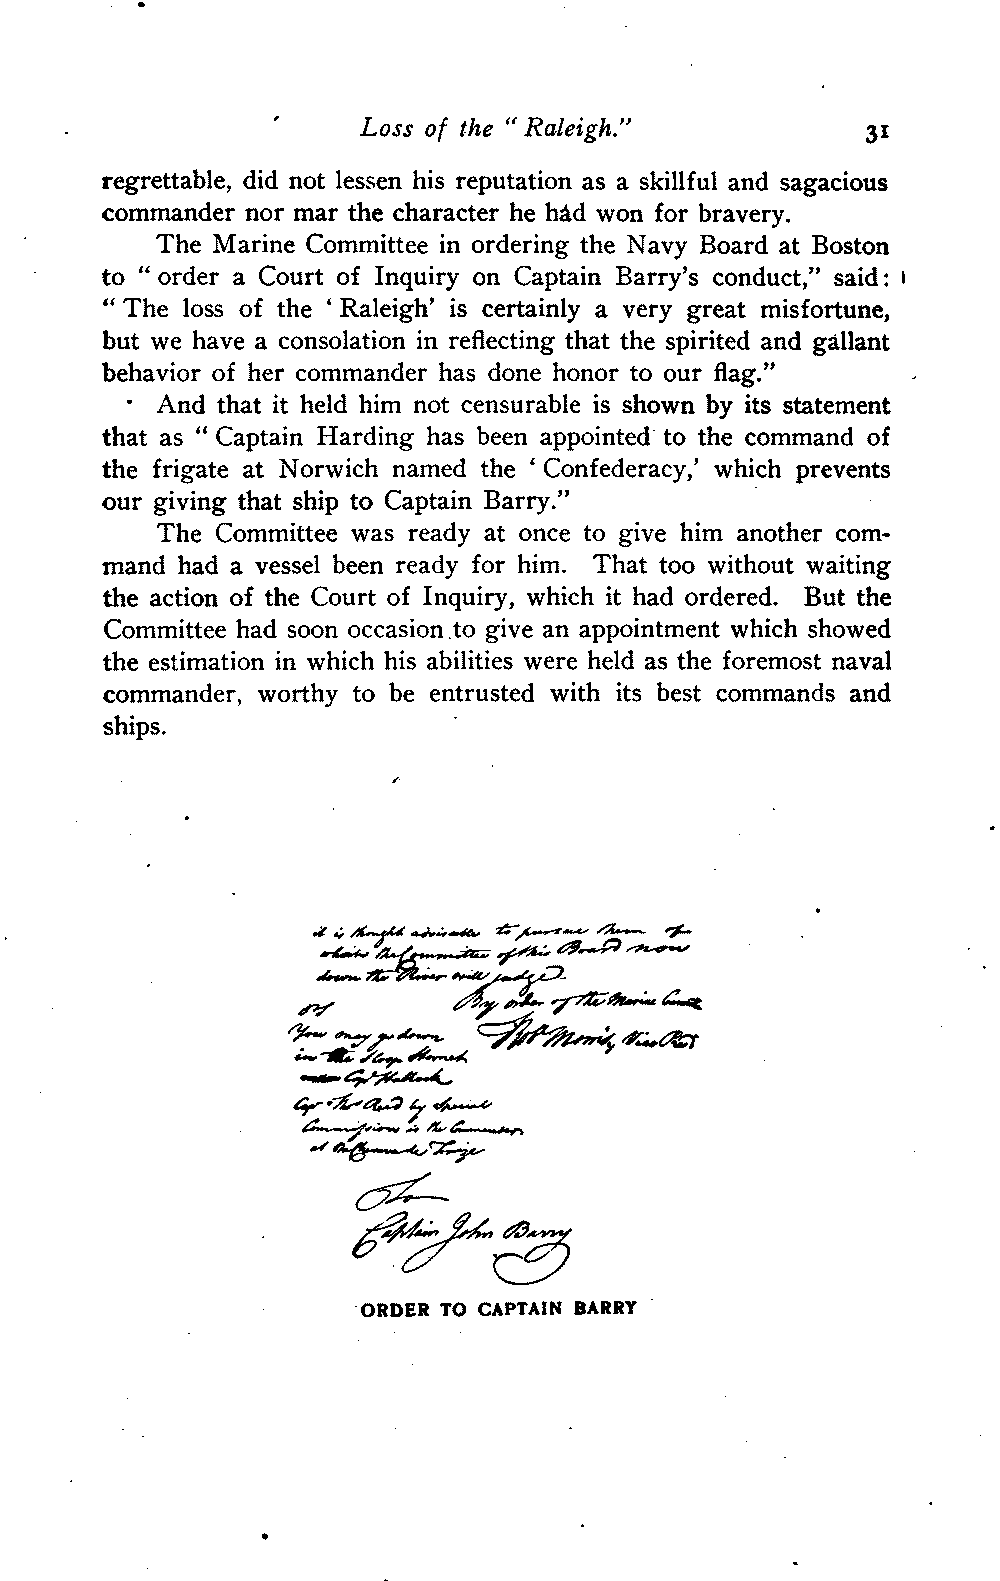 Loss of the “ Raleigh.” 31
regrettable, did not lessen his reputation as a skillful and sagacious
commander nor mar the character he had won for bravery.
The Marine Committee in ordering the Navy Board at Boston
to “ order a Court of Inquiry on Captain Barry’s conduct,” said:
“ The loss of the ‘ Raleigh’ is certainly a very great misfortune,
but we have a consolation in reflecting that the spirited and gallant
behavior of her commander has done honor to our flag.”
And that it held him not censurable is shown by its statement
that as “ Captain Harding has been appointed to the command of
the frigate at Norwich named the ‘ Confederacy,’ which prevents
our giving that ship to Captain Barry.”
The Committee was ready at once to give him another com-
mand had a vessel been ready for him. That too without waiting
the action of the Court of Inquiry, which it had ordered. But the
Committee had soon occasion to give an appointment which showed
the estimation in which his abilities were held as the foremost naval
commander, worthy to be entrusted with its best commands and
ships.
it is thought adviseable to pursue them
the Committee of this Board now
down the River will judge
By order of the Marine
You may go down Rob Morris, Vice Prest
in the Sloop Hornet
Capt Hallock
Capt Thos Read by special
Commission is the
at
To
Captain John Barry
ORDER TO CAPTAIN BARRY